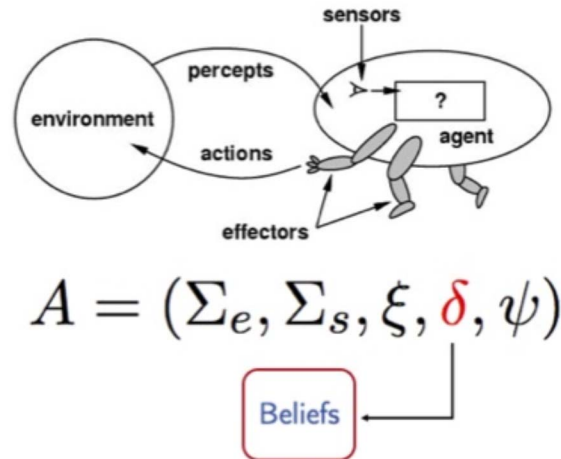 sensors
percepts
environment
?
agent
actions
effectors
A = (Σₑ, Σₛ, ξ, δ, ψ)
Beliefs